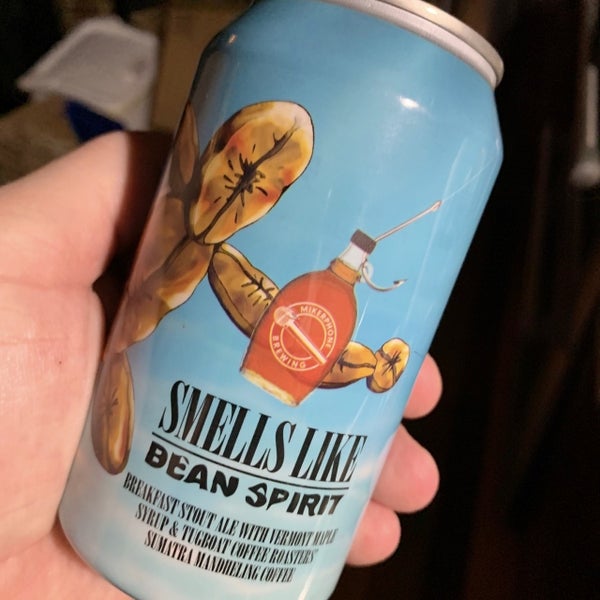 MIKERPHONE
BREWING
SMELLS LIKE
BEAN SPIRIT
BREAKFAST STOUT ALE WITH VERMONT MAPLE
SYRUP & TUGBOAT COFFEE ROASTERS'
SUMATRA MANDHELING COFFEE